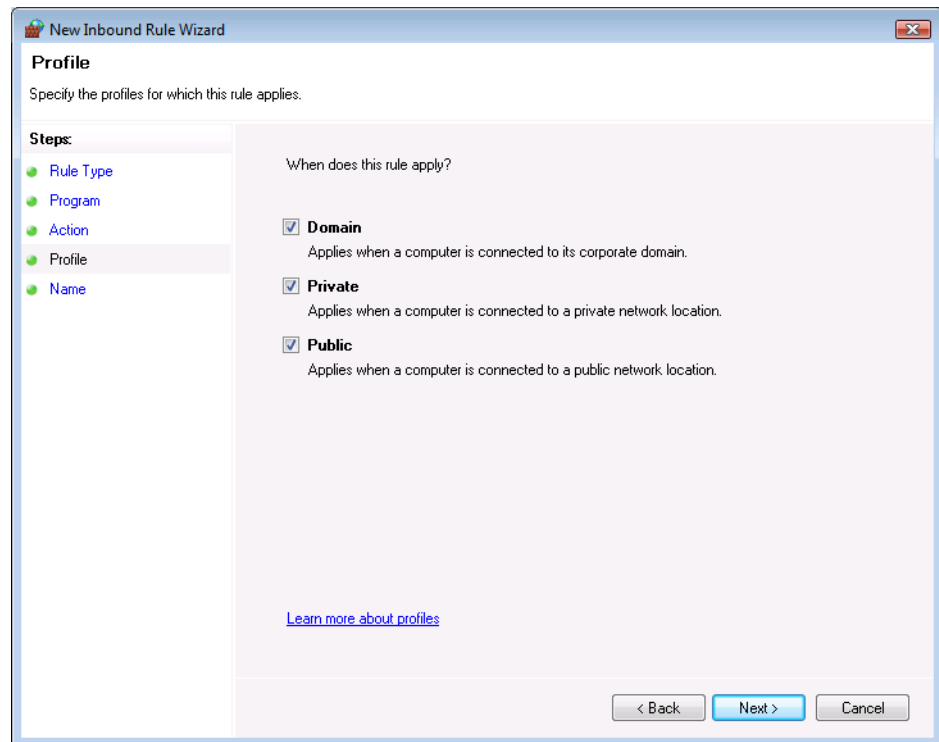 New Inbound Rule Wizard
Profile
Specify the profiles for which this rule applies.
Steps:
Rule Type
Program
Action
Profile
Name
When does this rule apply?
Domain
Applies when a computer is connected to its corporate domain.
Private
Applies when a computer is connected to a private network location.
Public
Applies when a computer is connected to a public network location.
Learn more about profiles
< Back
Next >
Cancel